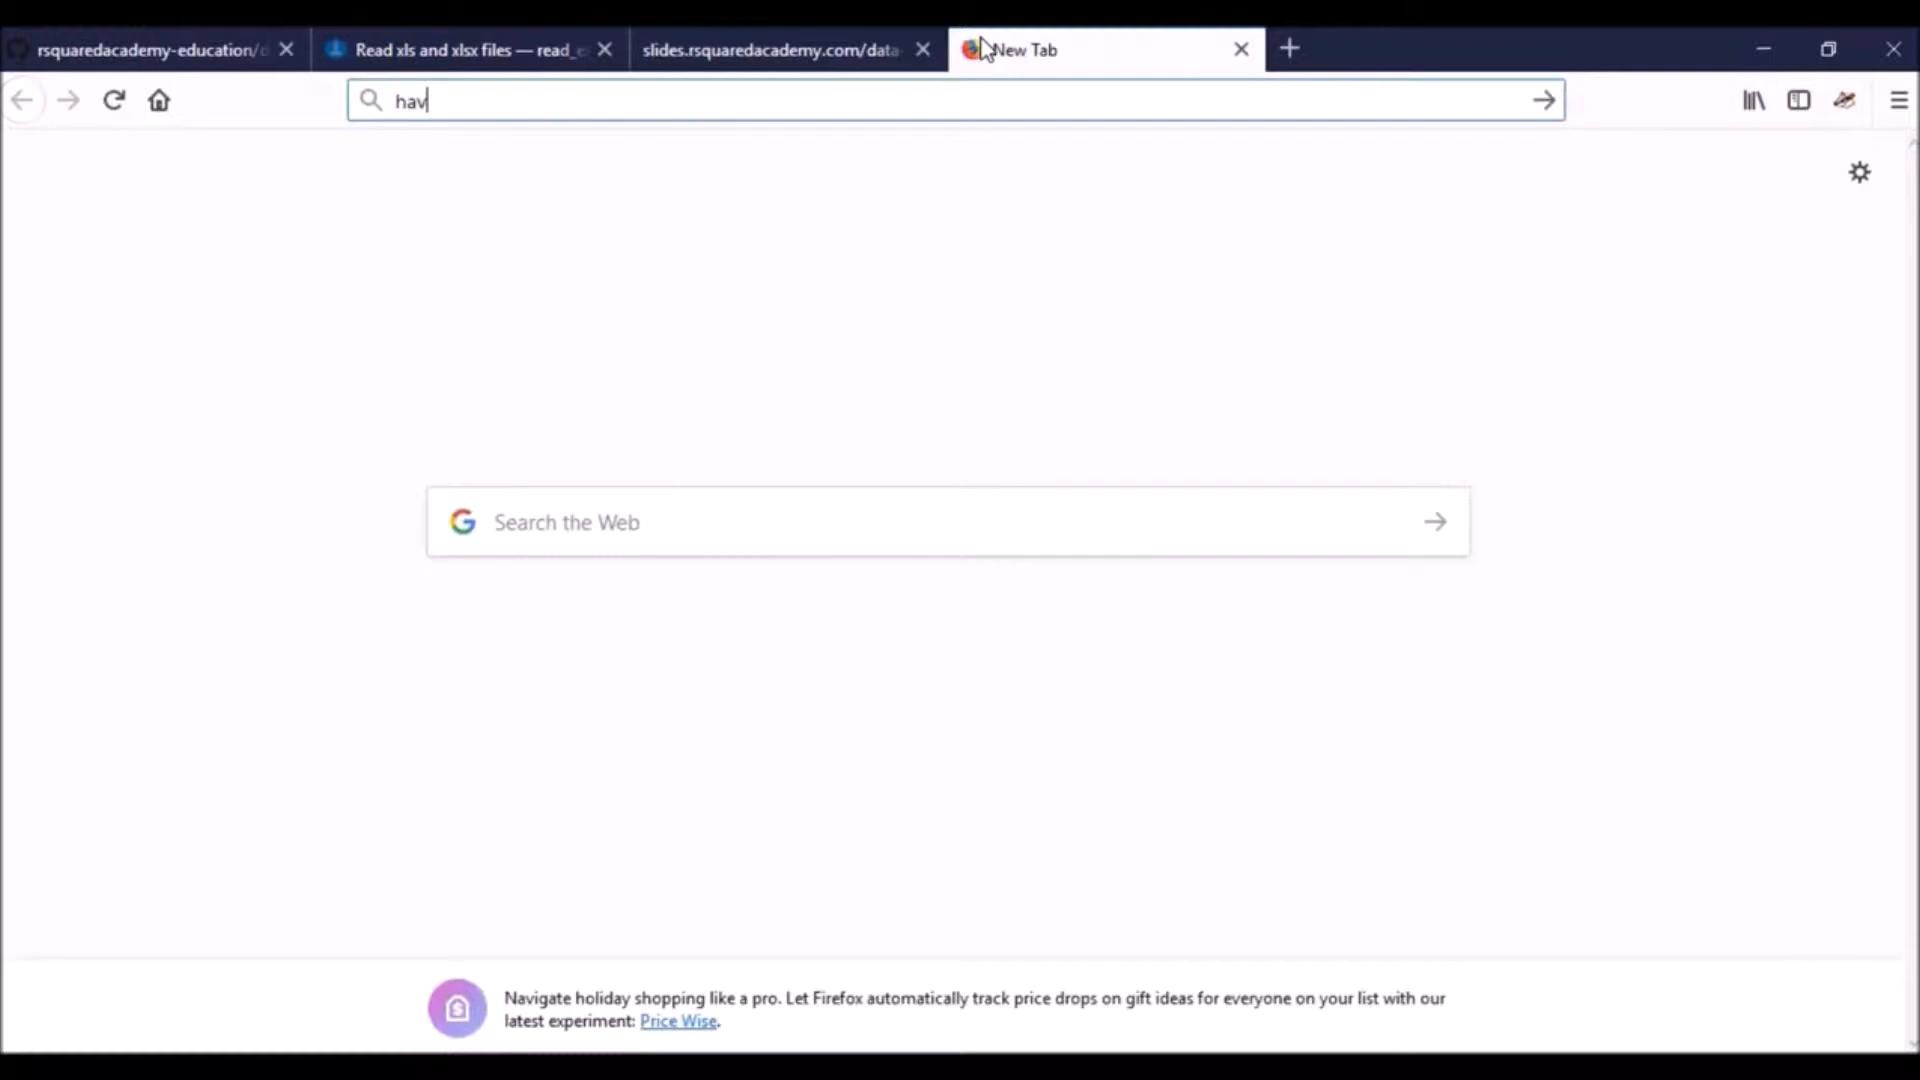 rsquaredacademy-education/
Read xls and xlsx files — read_e
slides.rsquaredacademy.com/data-
New Tab
hav
Search the Web
Navigate holiday shopping like a pro. Let Firefox automatically track price drops on gift ideas for everyone on your list with our
latest experiment: Price Wise.